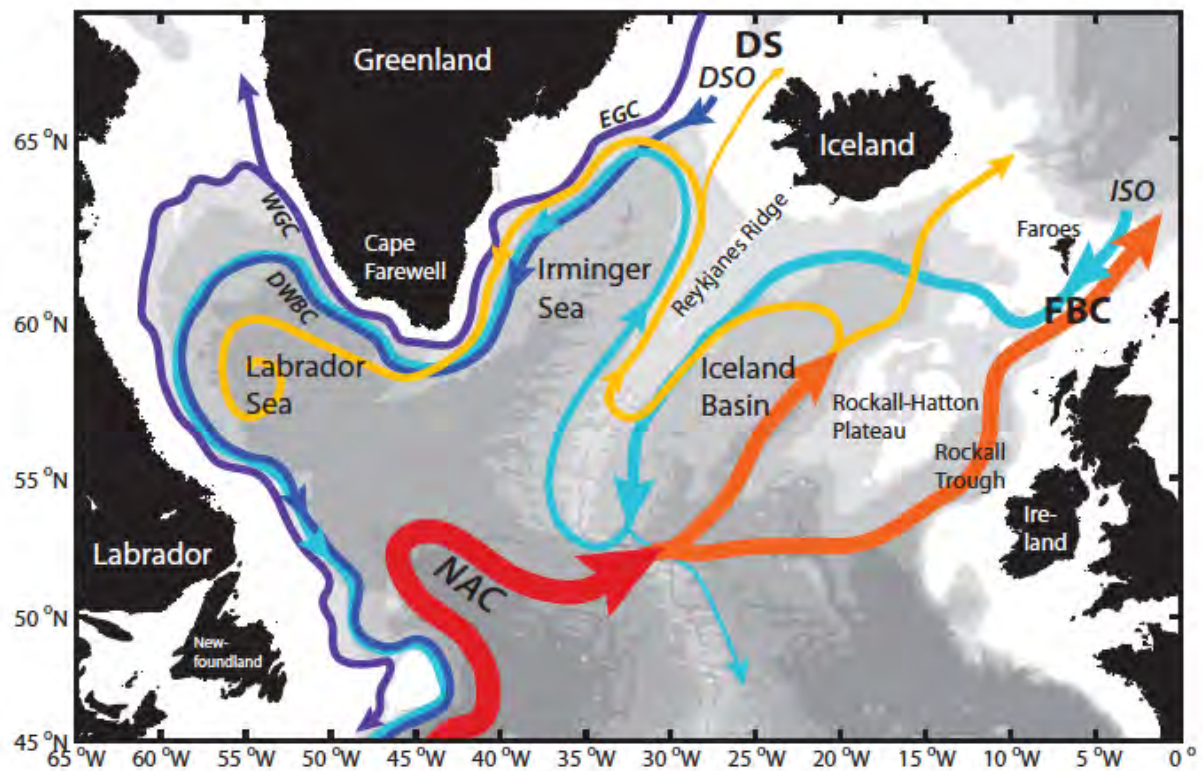 DS
DSO
Greenland
EGC
Iceland
65 °N
ISO
WGC
Faroes
Cape
Farewell
Irminger
Sea
Reykjanes Ridge
DWBC
60 °N
FBC
Labrador
Sea
Iceland
Basin
Rockall-Hatton
Plateau
Rockall
Trough
55 °N
Ire-
land
Labrador
NAC
50 °N
New-
foundland
45 °N
65 °W 60 °W 55 °W 50 °W 45 °W 40 °W 35 °W 30 °W 25 °W 20 °W 15 °W 10 °W 5 °W 0 °